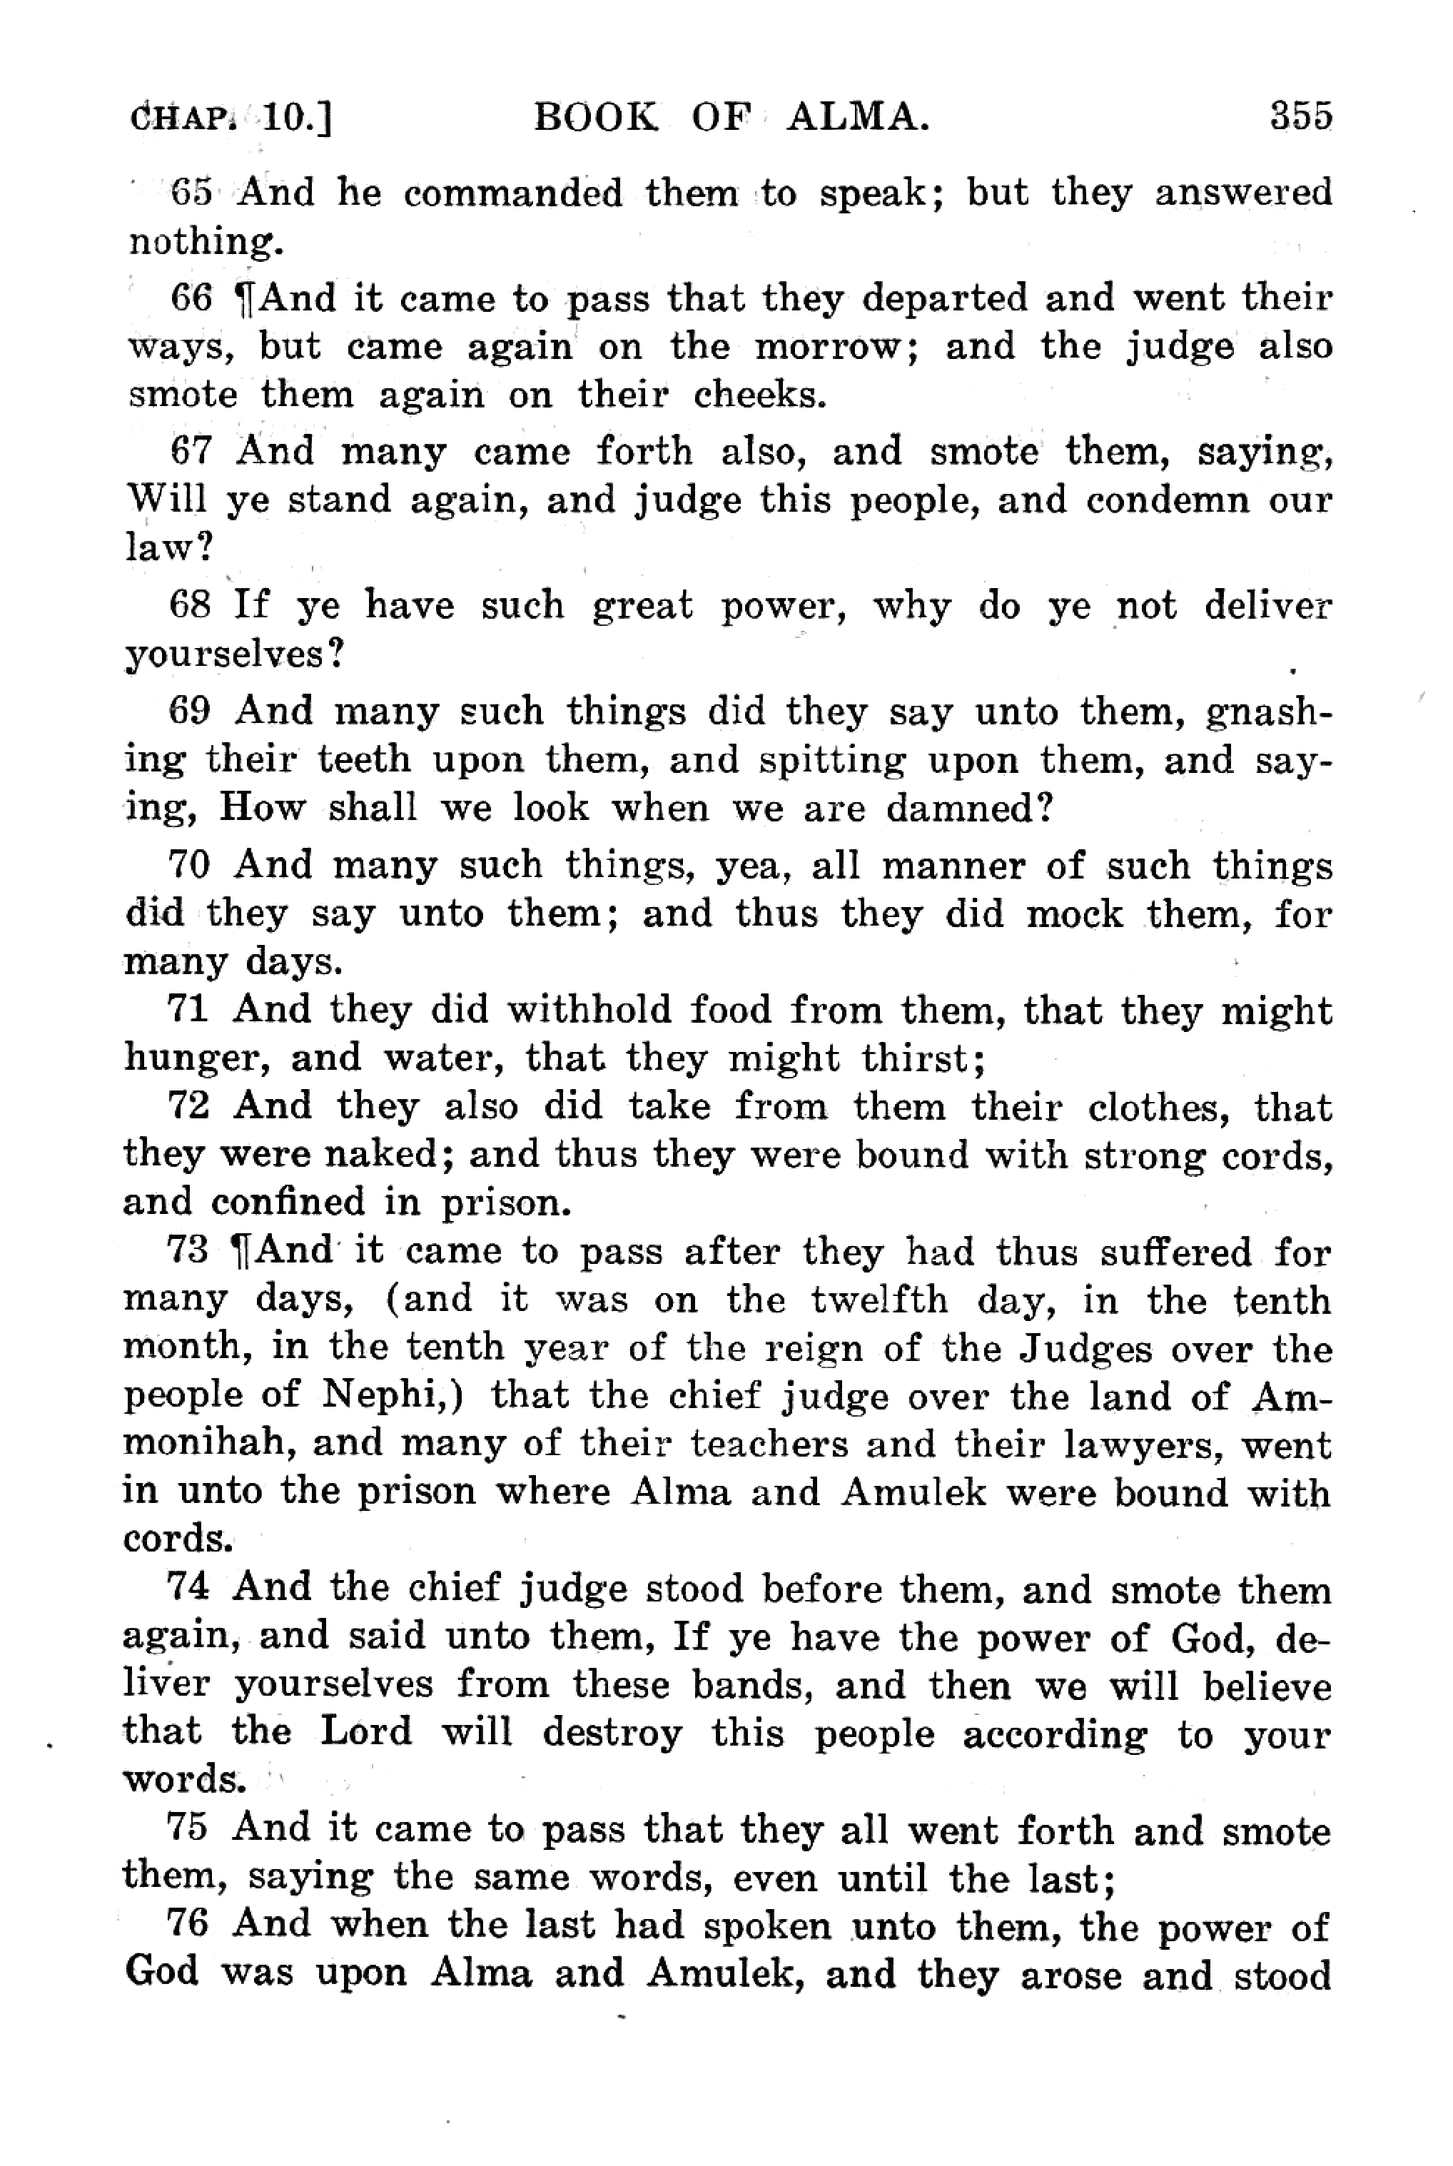 CHAP. 10.] BOOK OF ALMA. 355
65 And he commanded them to speak; but they answered
nothing.
66 ¶And it came to pass that they departed and went their
ways, but came again on the morrow; and the judge also
smote them again on their cheeks.
67 And many came forth also, and smote them, saying,
Will ye stand again, and judge this people, and condemn our
law?
68 If ye have such great power, why do ye not deliver
yourselves?
69 And many such things did they say unto them, gnash-
ing their teeth upon them, and spitting upon them, and say-
ing, How shall we look when we are damned?
70 And many such things, yea, all manner of such things
did they say unto them; and thus they did mock them, for
many days.
71 And they did withhold food from them, that they might
hunger, and water, that they might thirst;
72 And they also did take from them their clothes, that
they were naked; and thus they were bound with strong cords,
and confined in prison.
73 ¶And it came to pass after they had thus suffered for
many days, (and it was on the twelfth day, in the tenth
month, in the tenth year of the reign of the Judges over the
people of Nephi,) that the chief judge over the land of Am-
monihah, and many of their teachers and their lawyers, went
in unto the prison where Alma and Amulek were bound with
cords.
74 And the chief judge stood before them, and smote them
again, and said unto them, If ye have the power of God, de-
liver yourselves from these bands, and then we will believe
that the Lord will destroy this people according to your
words.
75 And it came to pass that they all went forth and smote
them, saying the same words, even until the last;
76 And when the last had spoken unto them, the power of
God was upon Alma and Amulek, and they arose and stood